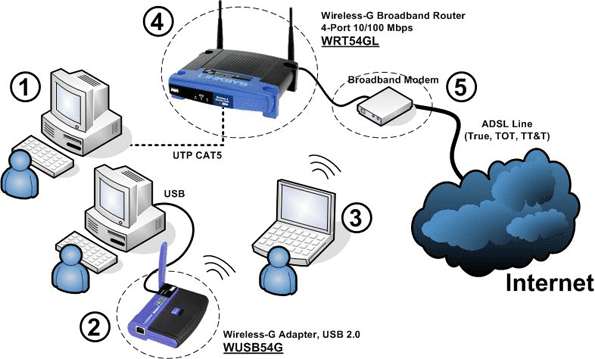 4
Wireless-G Broadband Router
4-Port 10/100 Mbps
WRT54GL
LINKSYS
Broadband Modem
5
1
ADSL Line
(True, TOT, TT&T)
UTP CAT5
USB
3
Internet
2
Wireless-G Adapter, USB 2.0
WUSB54G